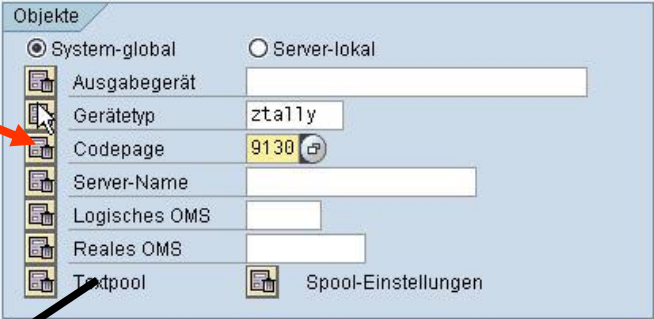 Objekte
System-global Server-lokal
Ausgabegerät
Gerätetyp ztally
Codepage 9130
Server-Name
Logisches OMS
Reales OMS
Textpool Spool-Einstellungen